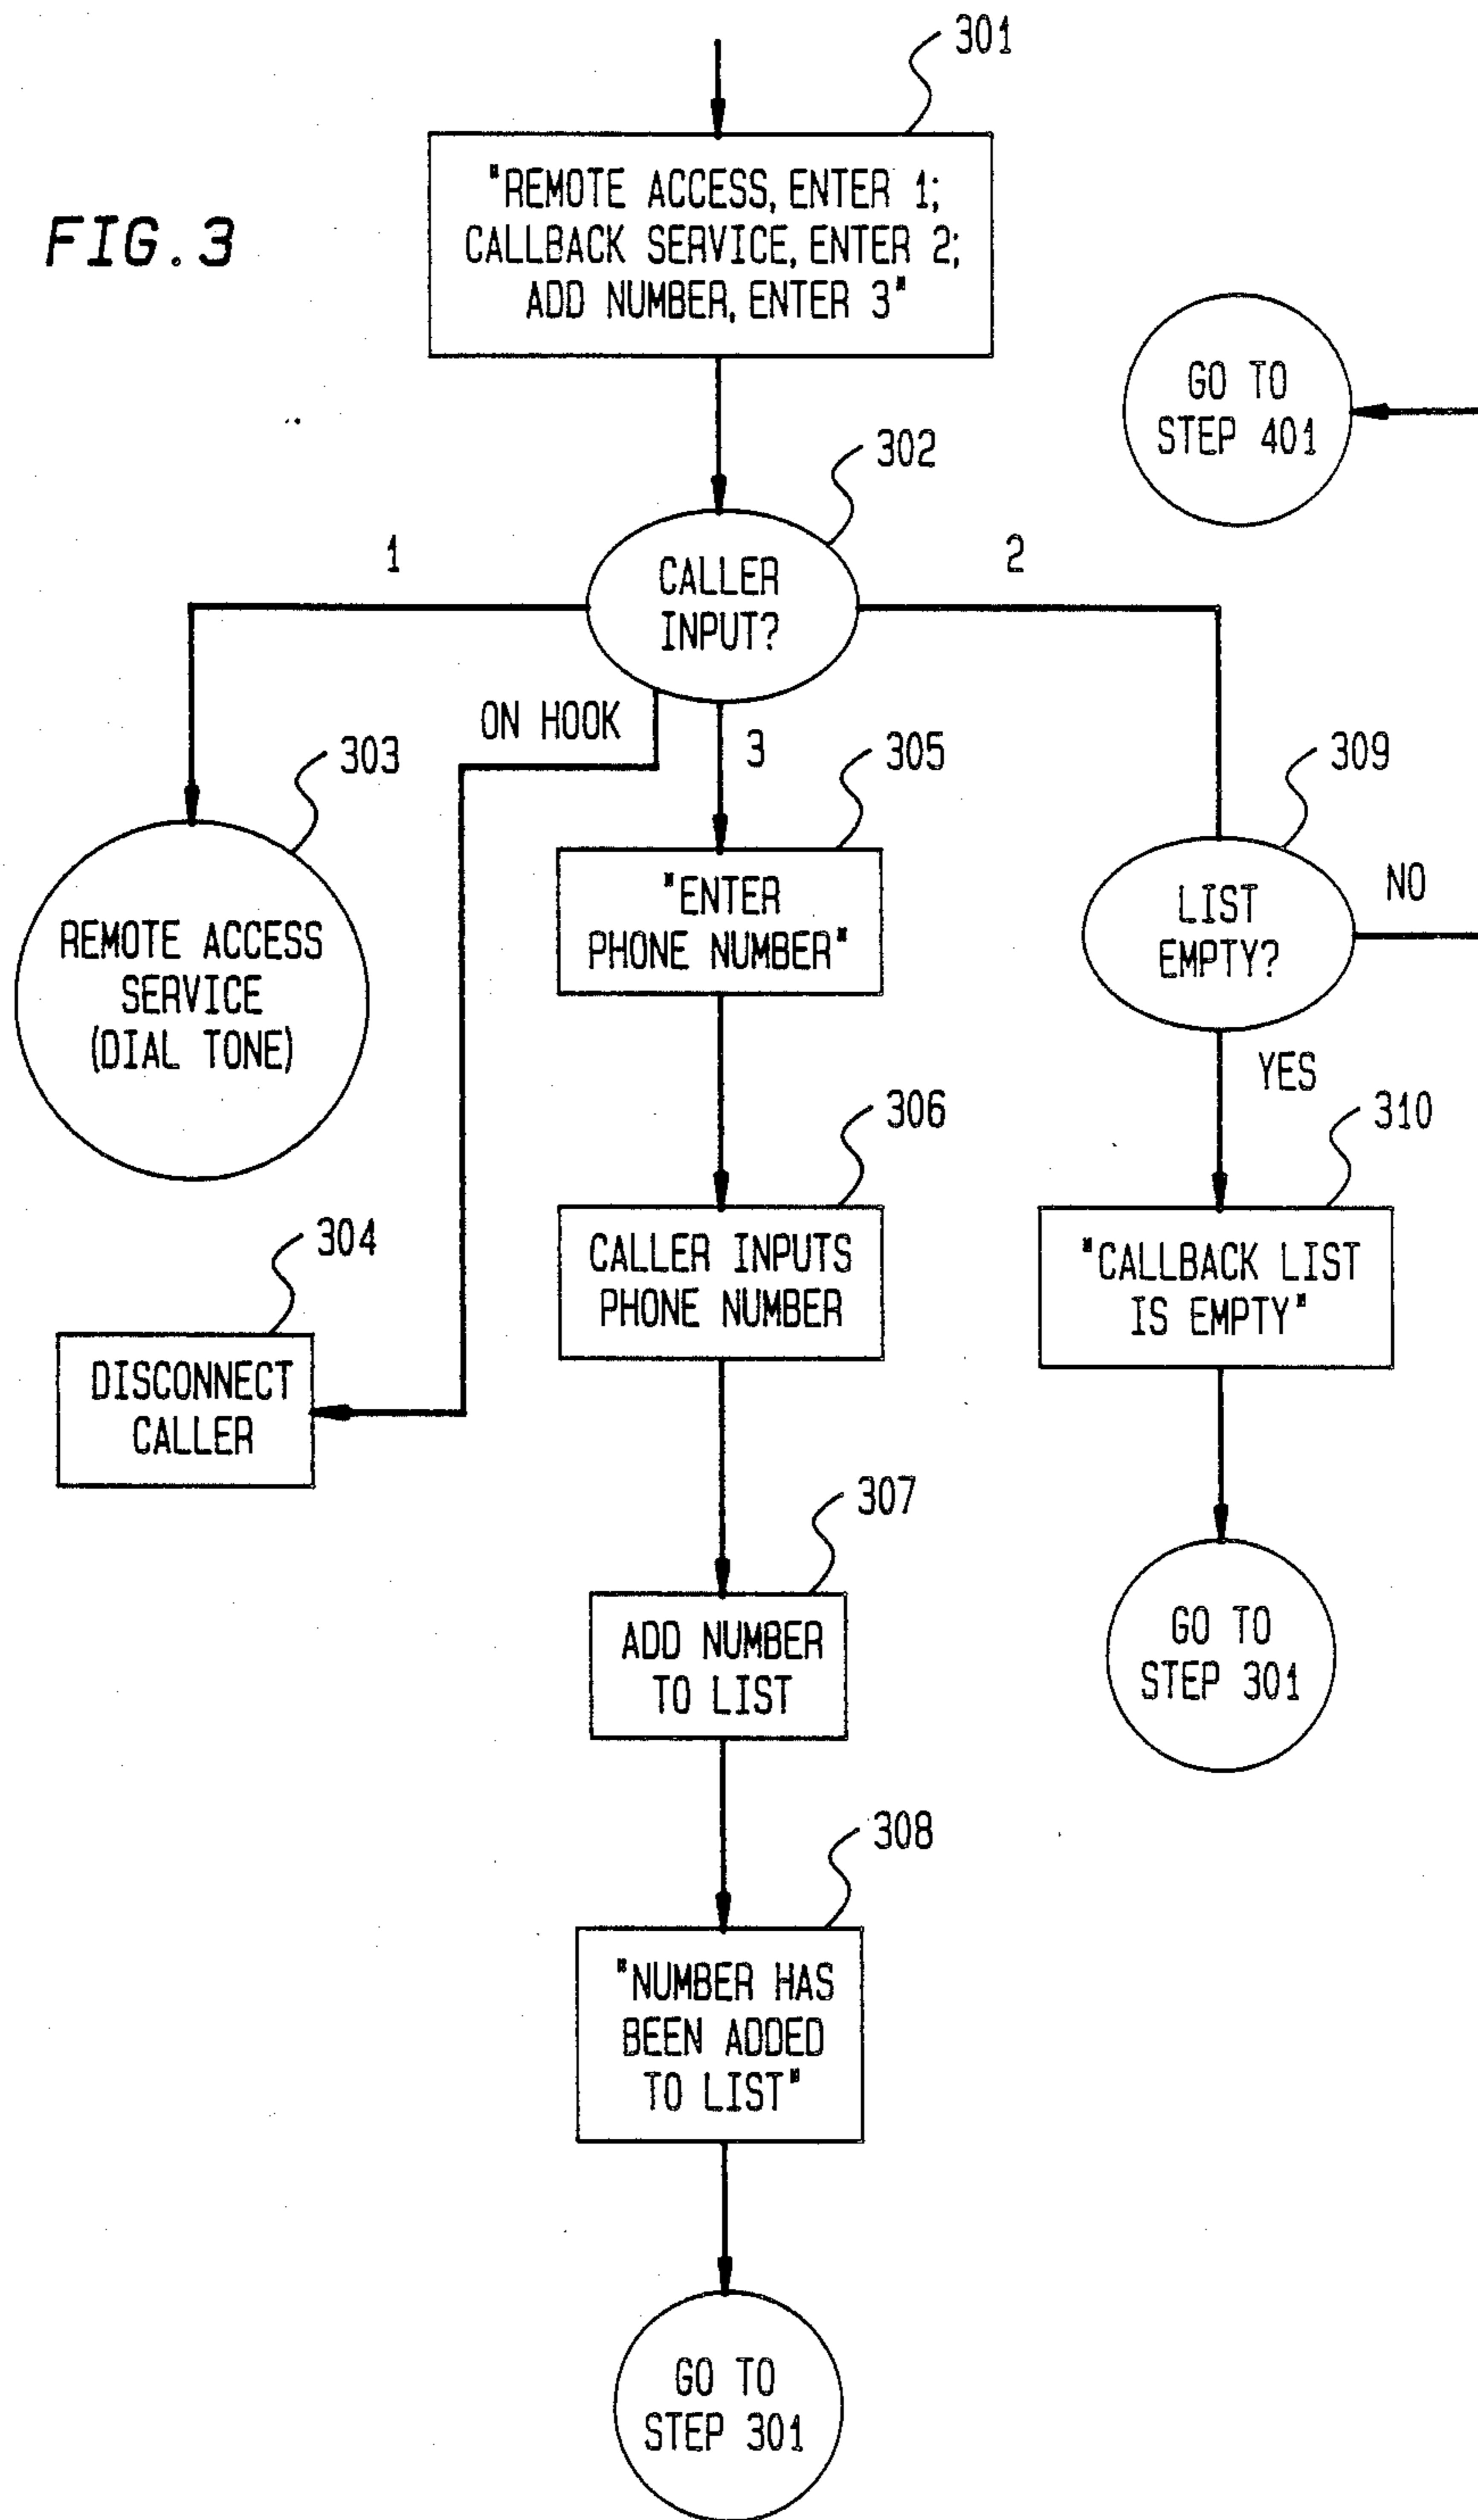 301
FIG. 3
"REMOTE ACCESS, ENTER 1;
CALLBACK SERVICE, ENTER 2;
ADD NUMBER, ENTER 3"
GO TO
STEP 401
302
1
CALLER
INPUT?
2
ON HOOK
3
303
305
309
REMOTE ACCESS
SERVICE
(DIAL TONE)
"ENTER
PHONE NUMBER"
LIST
EMPTY?
NO
YES
306
310
304
CALLER INPUTS
PHONE NUMBER
"CALLBACK LIST
IS EMPTY"
DISCONNECT
CALLER
307
ADD NUMBER
TO LIST
GO TO
STEP 301
308
"NUMBER HAS
BEEN ADDED
TO LIST"
GO TO
STEP 301